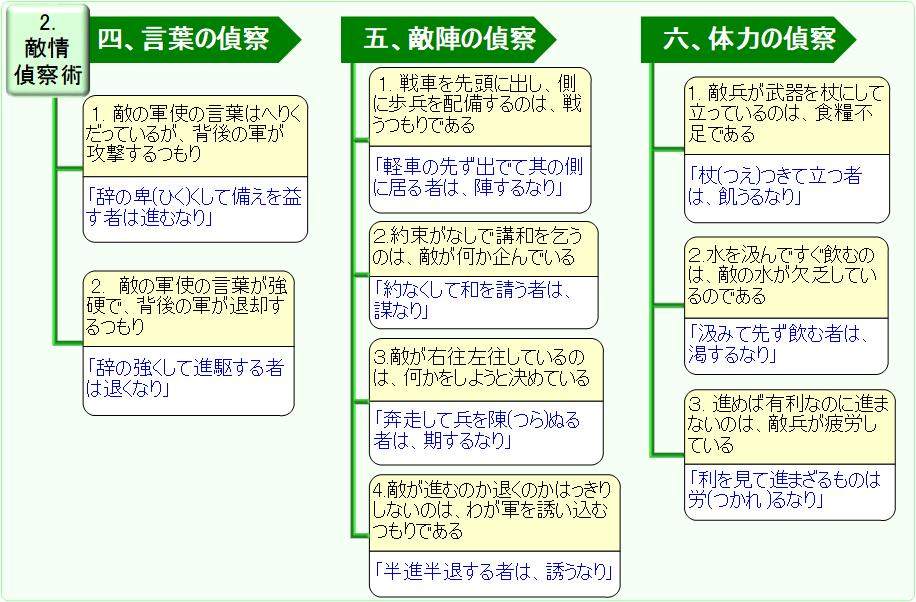 2.
敵情
偵察術
四、言葉の偵察
1. 敵の軍使の言葉はへりく
だっているが、背後の軍が
攻撃するつもり
「辞の卑(ひく)くして備えを益
す者は進むなり」
2. 敵の軍使の言葉が強
硬で、背後の軍が退却す
るつもり
「辞の強くして進駆する者
は退くなり」
五、敵陣の偵察
1. 戦車を先頭に出し、側
に歩兵を配備するのは、戦
うつもりである
「軽車の先ず出でて其の側
に居る者は、陣するなり」
2.約束がなしで講和を乞う
のは、敵が何か企んでいる
「約なくして和を請う者は、
謀なり」
3.敵が右往左往しているの
は、何かをしようと決めている
「奔走して兵を陳(つら)ぬる
者は、期するなり」
4.敵が進むのか退くのかはっきり
しないのは、わが軍を誘い込む
つもりである
「半進半退する者は、誘うなり」
六、体力の偵察
1. 敵兵が武器を杖にして
立っているのは、食糧不
足である
「杖(つえ)つきて立つ者
は、飢うるなり」
2.水を汲んですぐ飲むの
は、敵の水が欠乏してい
るのである
「汲みて先ず飲む者は、
渇するなり」
3. 進めば有利なのに進ま
ないのは、敵兵が疲労し
ている
「利を見て進まざるものは
労(つかれ)るなり」